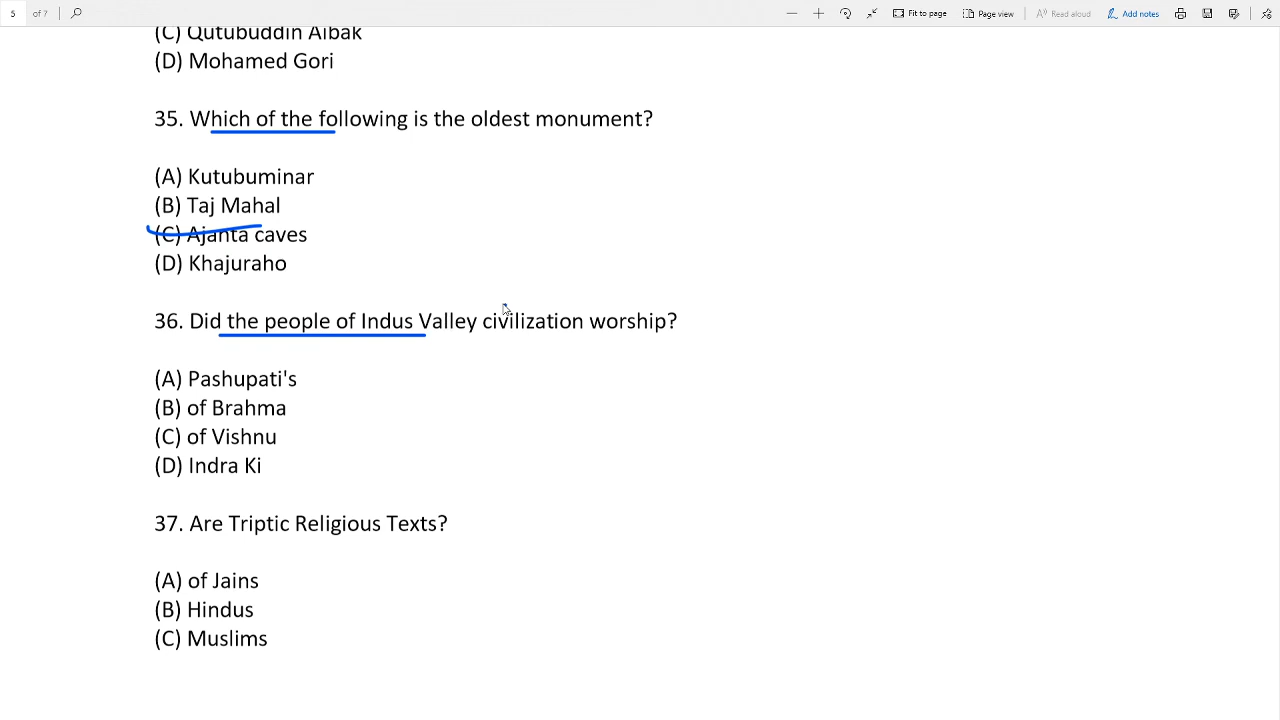 5 of 7 Fit to page Page view Read aloud Add notes
(C) Qutubuddin Aibak
(D) Mohamed Gori
35. Which of the following is the oldest monument?
(A) Kutubuminar
(B) Taj Mahal
(C) Ajanta caves
(D) Khajuraho
36. Did the people of Indus Valley civilization worship?
(A) Pashupati's
(B) of Brahma
(C) of Vishnu
(D) Indra Ki
37. Are Triptic Religious Texts?
(A) of Jains
(B) Hindus
(C) Muslims